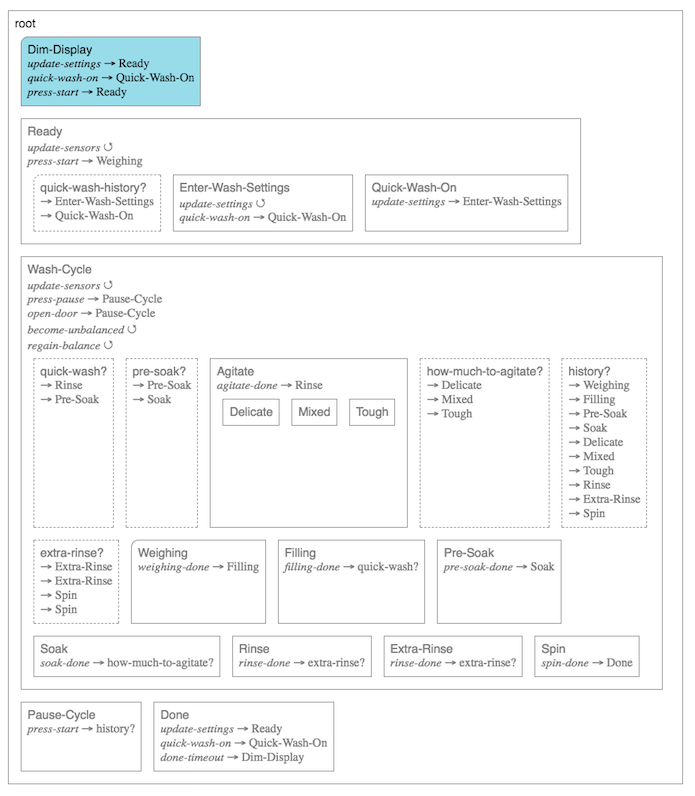 root
Dim-Display
update-settings → Ready
quick-wash-on → Quick-Wash-On
press-start → Ready
Ready
update-sensors ↺
press-start → Weighing
quick-wash-history?
→ Enter-Wash-Settings
→ Quick-Wash-On
Enter-Wash-Settings
update-settings ↺
quick-wash-on → Quick-Wash-On
Quick-Wash-On
update-settings → Enter-Wash-Settings
Wash-Cycle
update-sensors ↺
press-pause → Pause-Cycle
open-door → Pause-Cycle
become-unbalanced ↺
regain-balance ↺
quick-wash?
→ Rinse
→ Pre-Soak
pre-soak?
→ Pre-Soak
→ Soak
Agitate
agitate-done → Rinse
Delicate
Mixed
Tough
how-much-to-agitate?
→ Delicate
→ Mixed
→ Tough
history?
→ Weighing
→ Filling
→ Pre-Soak
→ Soak
→ Delicate
→ Mixed
→ Tough
→ Rinse
→ Extra-Rinse
→ Spin
extra-rinse?
→ Extra-Rinse
→ Extra-Rinse
→ Spin
→ Spin
Weighing
weighing-done → Filling
Filling
filling-done → quick-wash?
Pre-Soak
pre-soak-done → Soak
Soak
soak-done → how-much-to-agitate?
Rinse
rinse-done → extra-rinse?
Extra-Rinse
rinse-done → extra-rinse?
Spin
spin-done → Done
Pause-Cycle
press-start → history?
Done
update-settings → Ready
quick-wash-on → Quick-Wash-On
done-timeout → Dim-Display